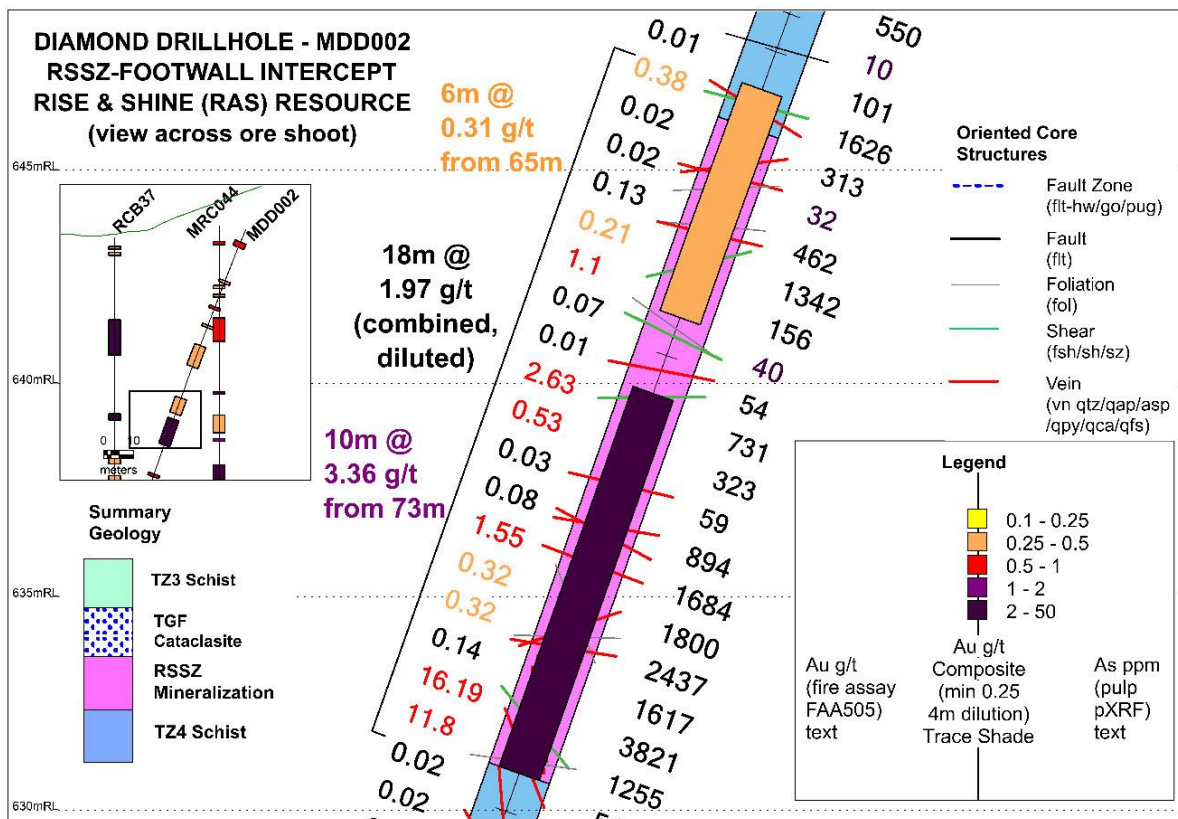 DIAMOND DRILLHOLE - MDD002
RSSZ-FOOTWALL INTERCEPT
RISE & SHINE (RAS) RESOURCE
(view across ore shoot)
645mRL
640mRL
635mRL
630mRL
RCB37
MRC044
MDD002
0 10
meters
Summary
Geology
TZ3 Schist
TGF
Cataclasite
RSSZ
Mineralization
TZ4 Schist
6m @
0.31 g/t
from 65m
18m @
1.97 g/t
(combined,
diluted)
10m @
3.36 g/t
from 73m
0.01
0.38
0.02
0.02
0.13
0.21
1.1
0.07
0.01
2.63
0.53
0.03
0.08
1.55
0.32
0.32
0.14
16.19
11.8
0.02
0.02
550
10
101
1626
313
32
462
1342
156
40
54
731
323
59
894
1684
1800
2437
1617
3821
1255
Oriented Core
Structures
Fault Zone
(flt-hw/go/pug)
Fault
(flt)
Foliation
(fol)
Shear
(fsh/sh/sz)
Vein
(vn qtz/qap/asp
/qpy/qca/qfs)
Legend
0.1 - 0.25
0.25 - 0.5
0.5 - 1
1 - 2
2 - 50
Au g/t
(fire assay
FAA505)
text
Au g/t
Composite
(min 0.25
4m dilution)
Trace Shade
As ppm
(pulp
pXRF)
text